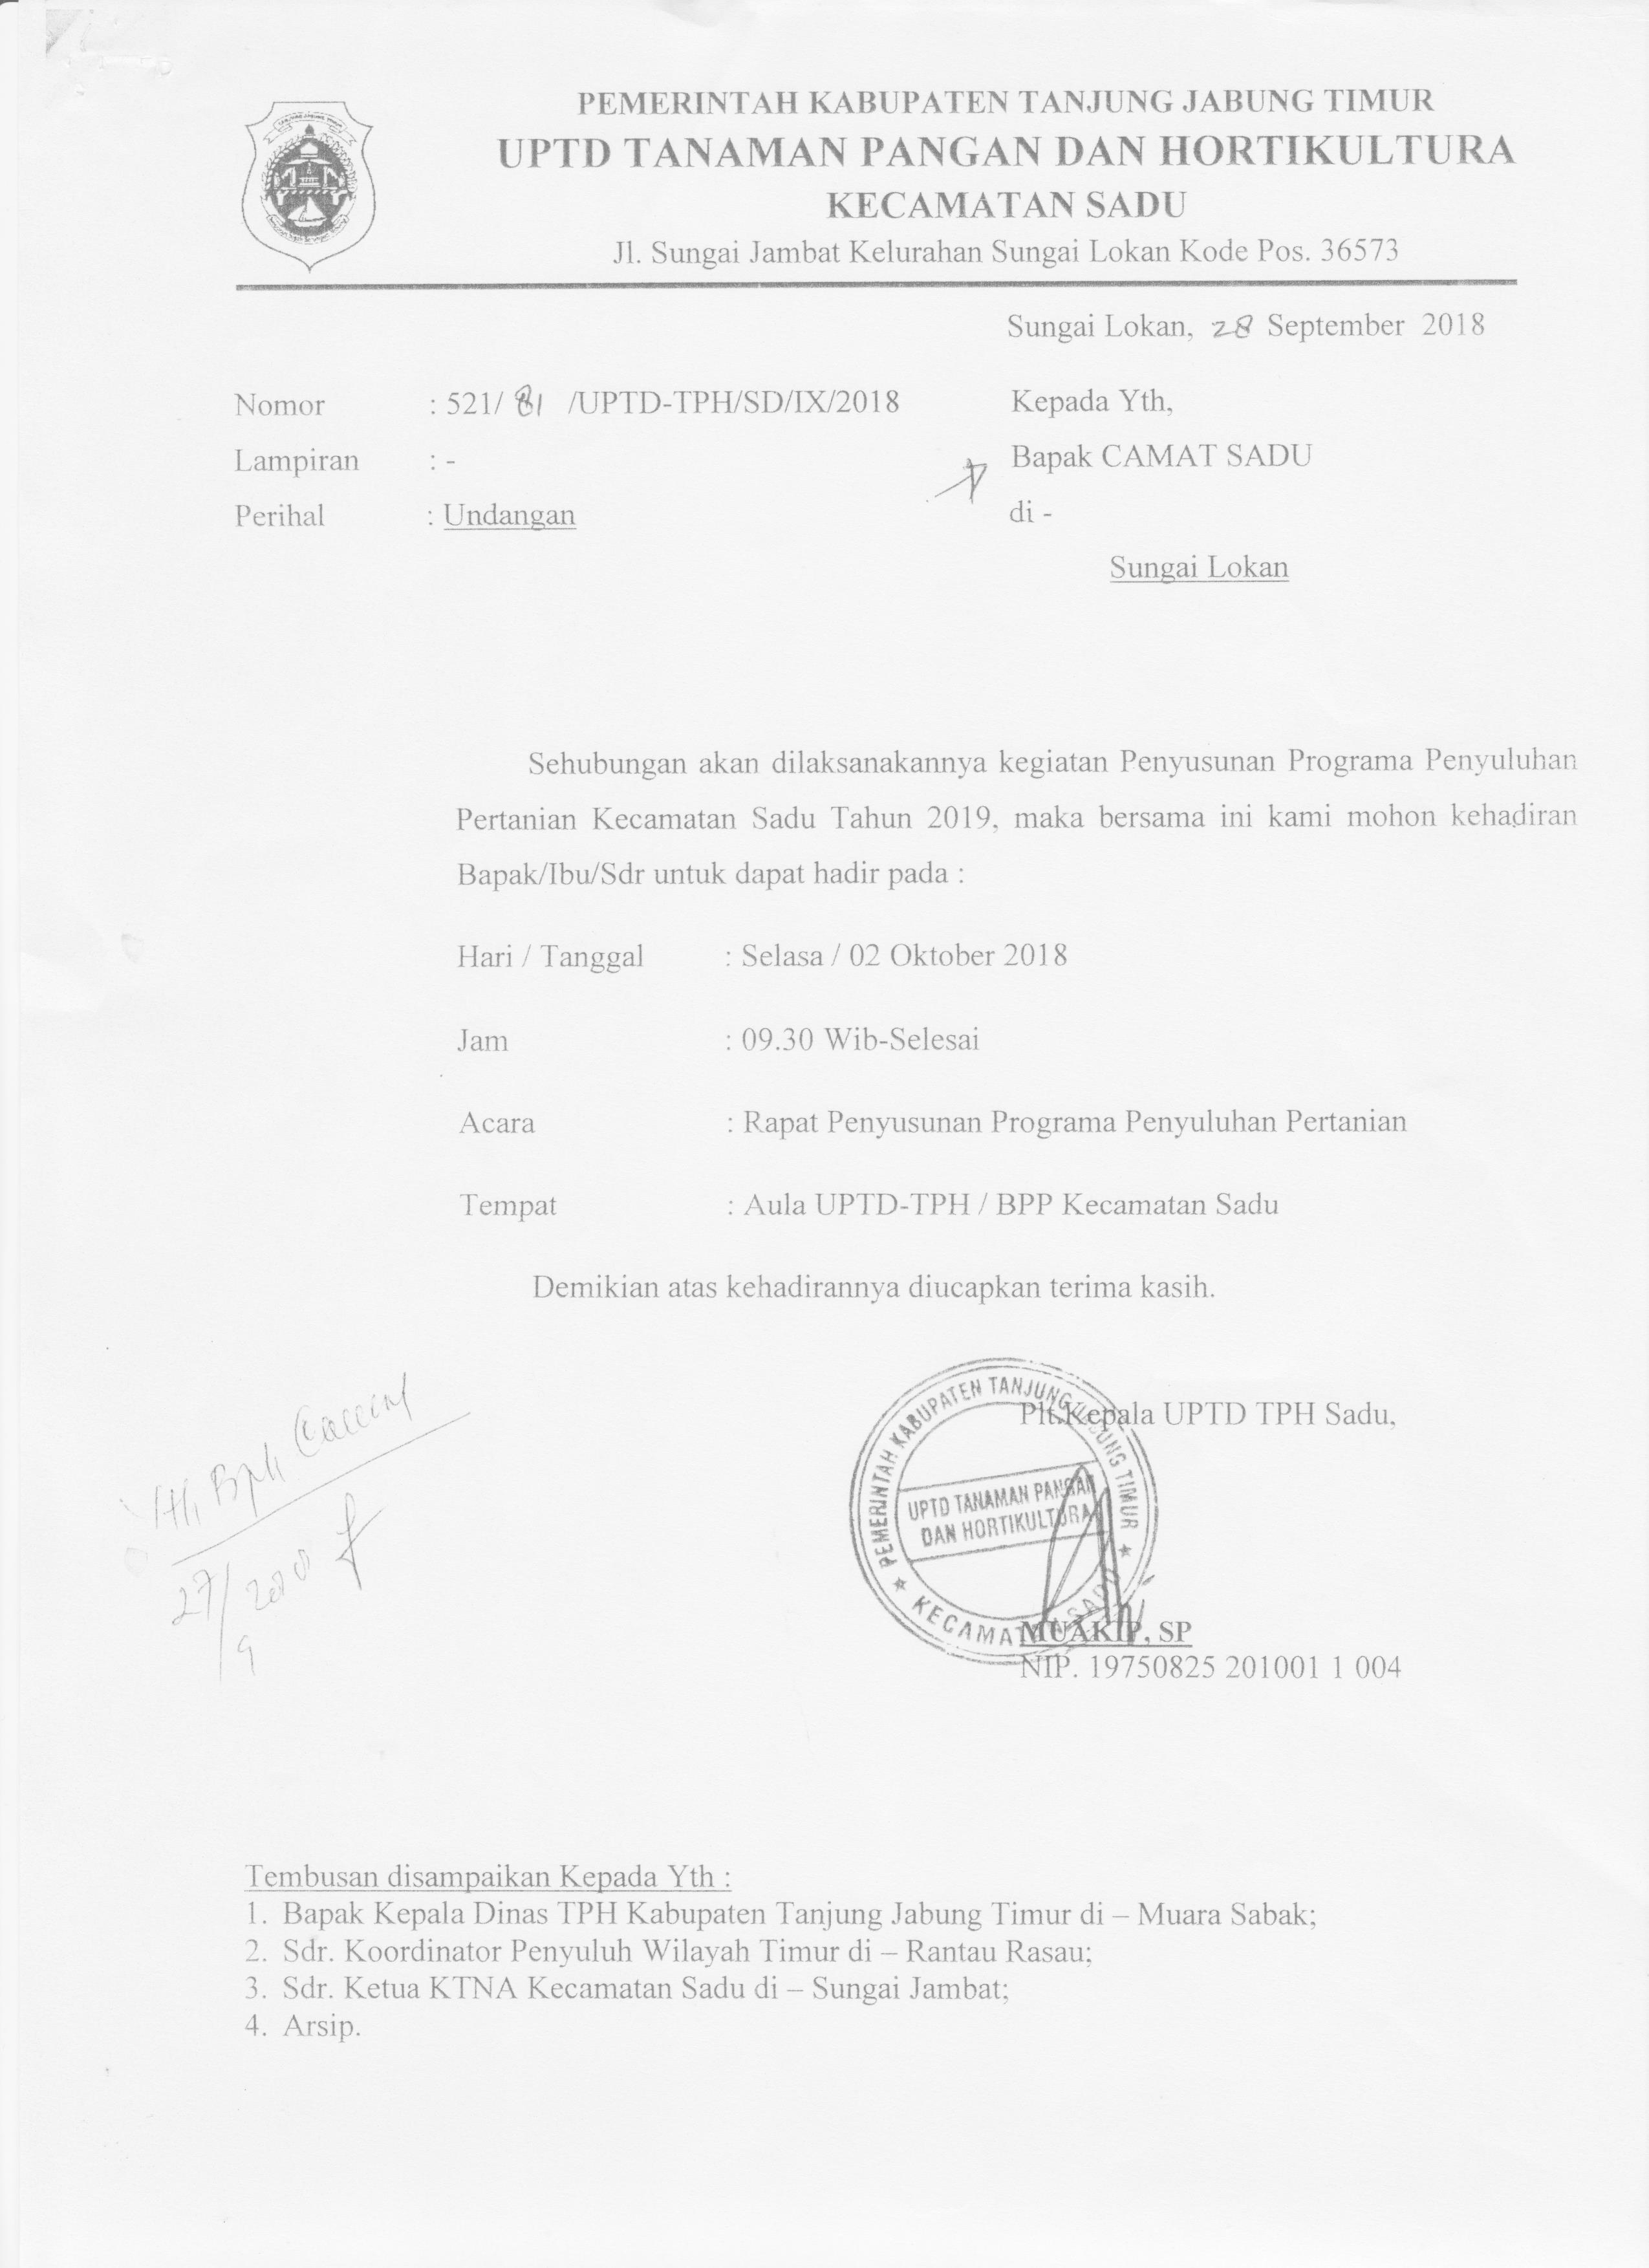 PEMERINTAH KABUPATEN TANJUNG JABUNG TIMUR
UPTD TANAMAN PANGAN DAN HORTIKULTURA
KECAMATAN SADU
Jl. Sungai Jambat Kelurahan Sungai Lokan Kode Pos. 36573
Sungai Lokan, 28 September 2018
Nomor : 521/ 81 /UPTD-TPH/SD/IX/2018
Lampiran : -
Perihal : Undangan
Kepada Yth,
Bapak CAMAT SADU
di -
Sungai Lokan
Sehubungan akan dilaksanakannya kegiatan Penyusunan Programa Penyuluhan
Pertanian Kecamatan Sadu Tahun 2019, maka bersama ini kami mohon kehadiran
Bapak/Ibu/Sdr untuk dapat hadir pada :
Hari / Tanggal : Selasa / 02 Oktober 2018
Jam : 09.30 Wib-Selesai
Acara : Rapat Penyusunan Programa Penyuluhan Pertanian
Tempat : Aula UPTD-TPH / BPP Kecamatan Sadu
Demikian atas kehadirannya diucapkan terima kasih.
Plt.Kepala UPTD TPH Sadu,
PEMERINTAH KABUPATEN TANJUNG JABUNG TIMUR
UPTD TANAMAN PANGAN
DAN HORTIKULTURA
KECAMATAN SADU
MUAKIP, SP
NIP. 19750825 201001 1 004
Bpk
27/9
Tembusan disampaikan Kepada Yth :
1. Bapak Kepala Dinas TPH Kabupaten Tanjung Jabung Timur di – Muara Sabak;
2. Sdr. Koordinator Penyuluh Wilayah Timur di – Rantau Rasau;
3. Sdr. Ketua KTNA Kecamatan Sadu di – Sungai Jambat;
4. Arsip.